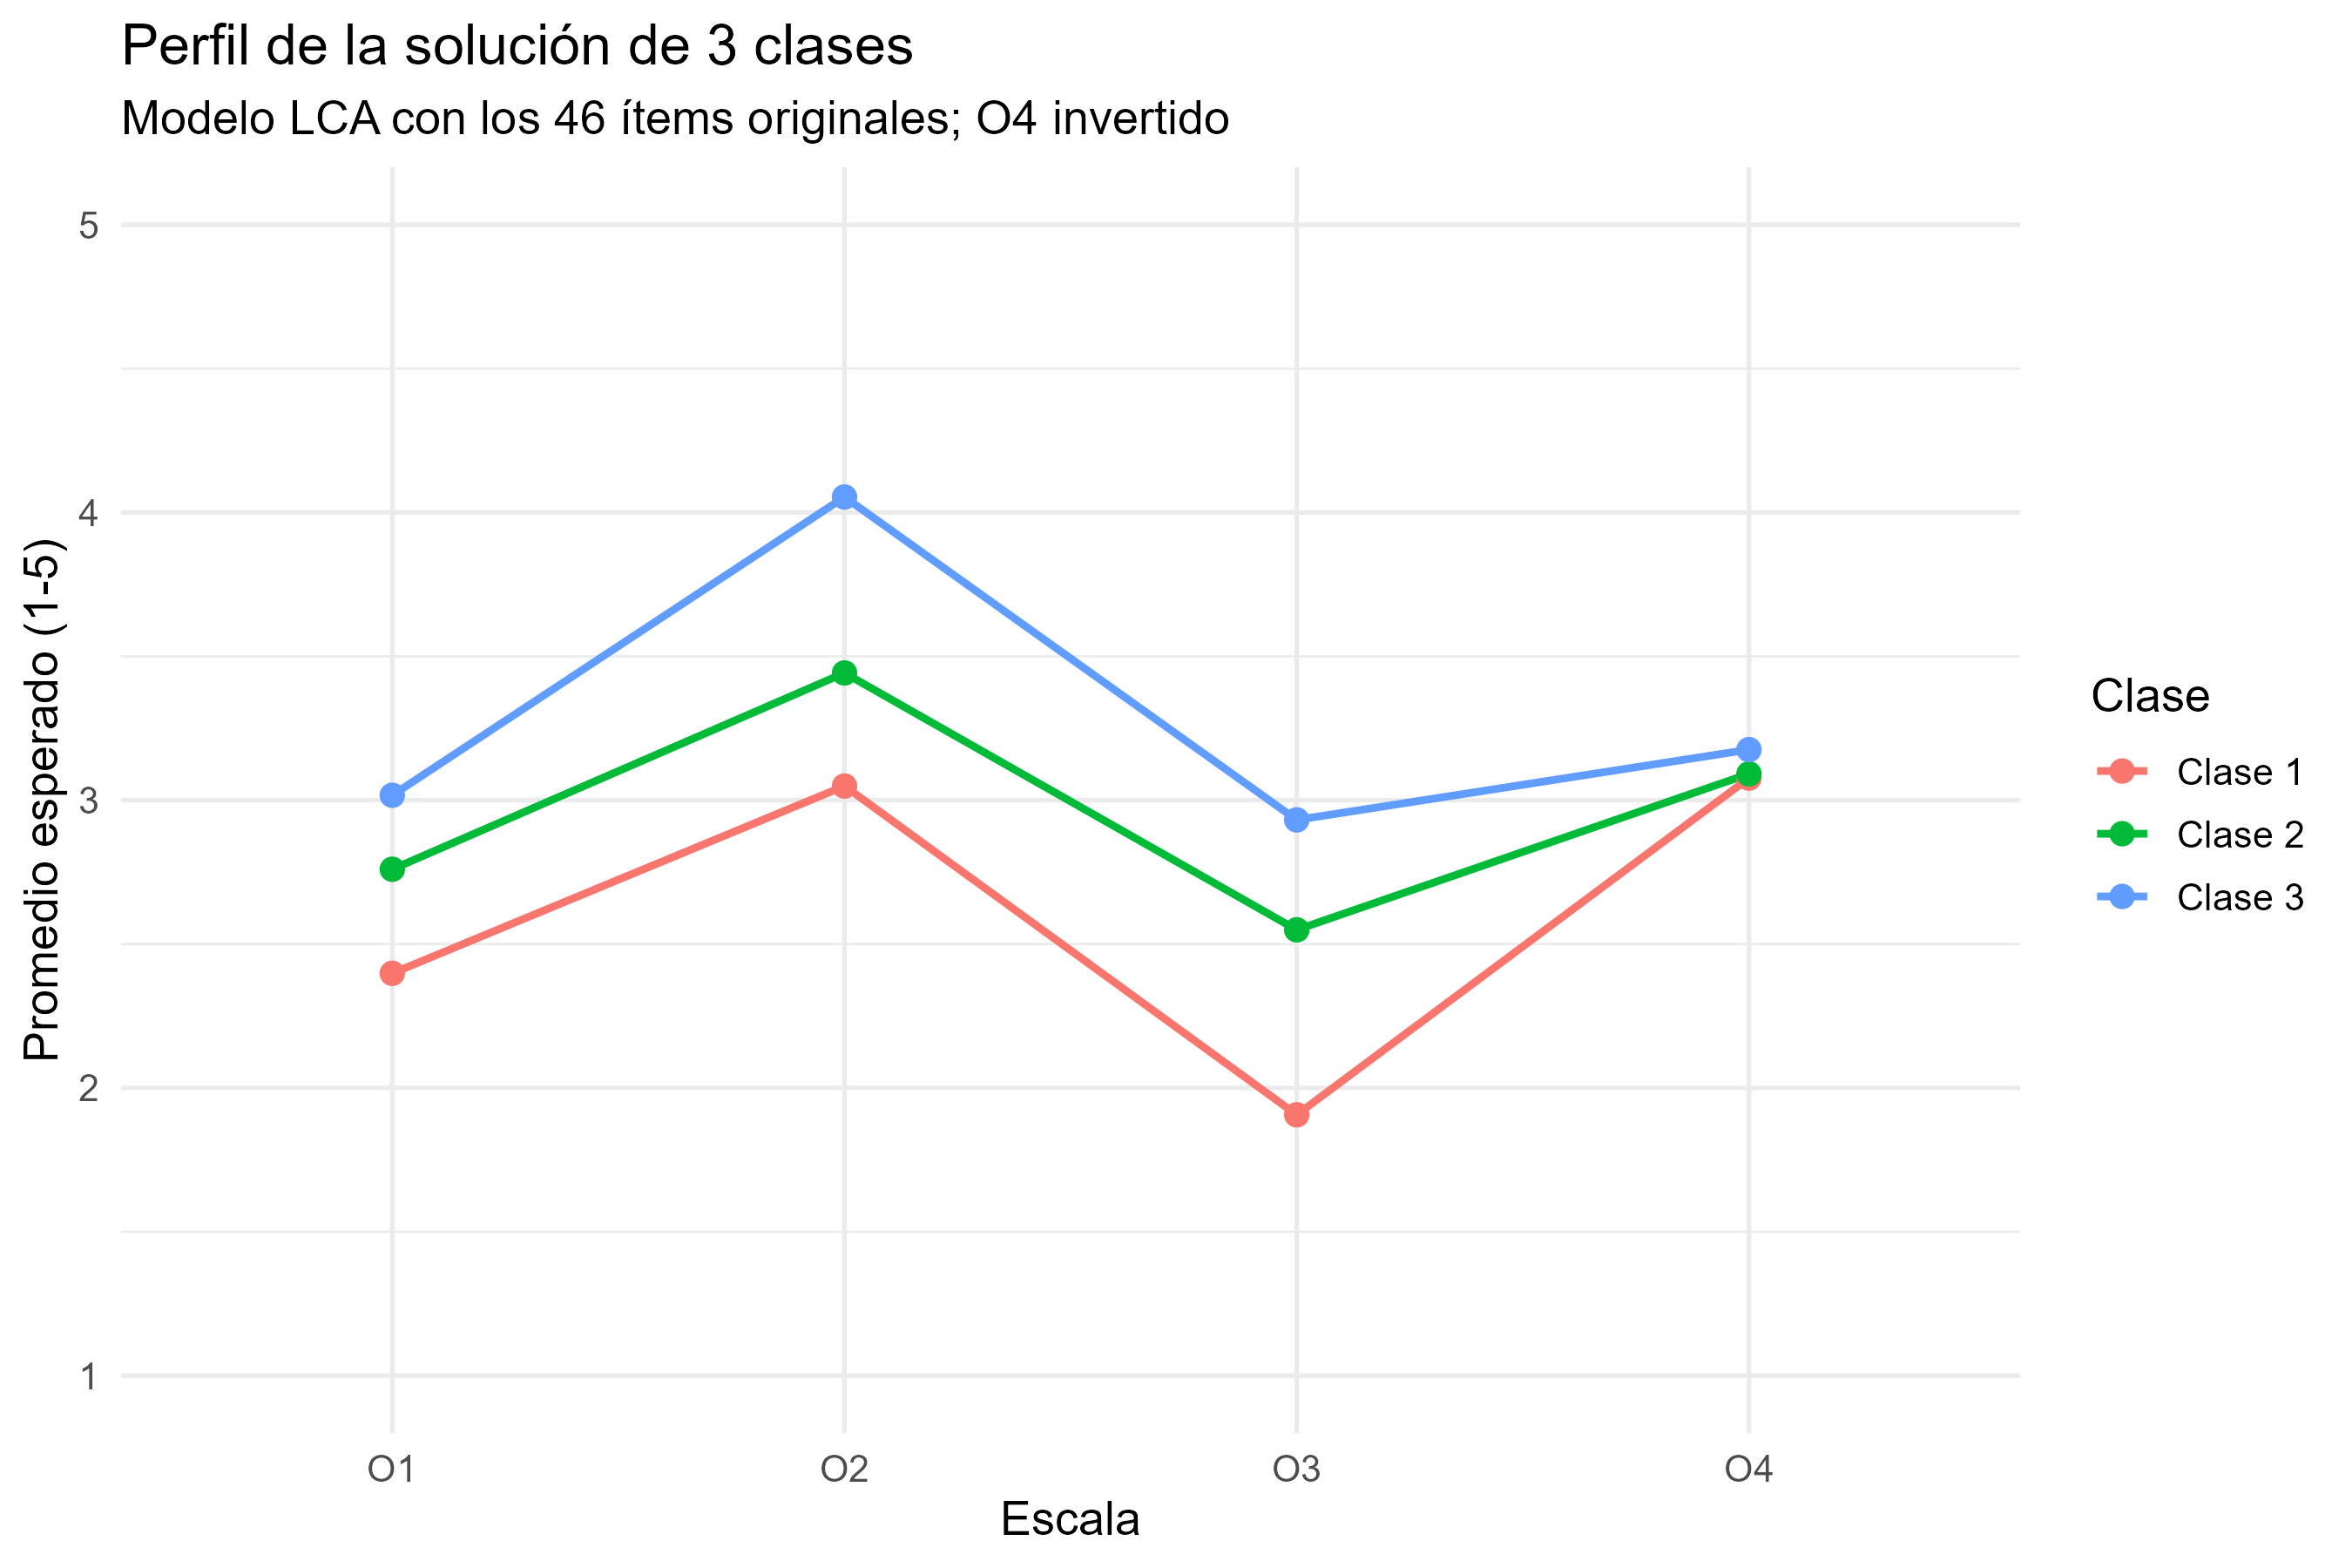 Perfil de la solución de 3 clases
Modelo LCA con los 46 ítems originales; O4 invertido
Promedio esperado (1-5)
5
4
3
2
1
O1
O2
O3
O4
Escala
Clase
Clase 1
Clase 2
Clase 3